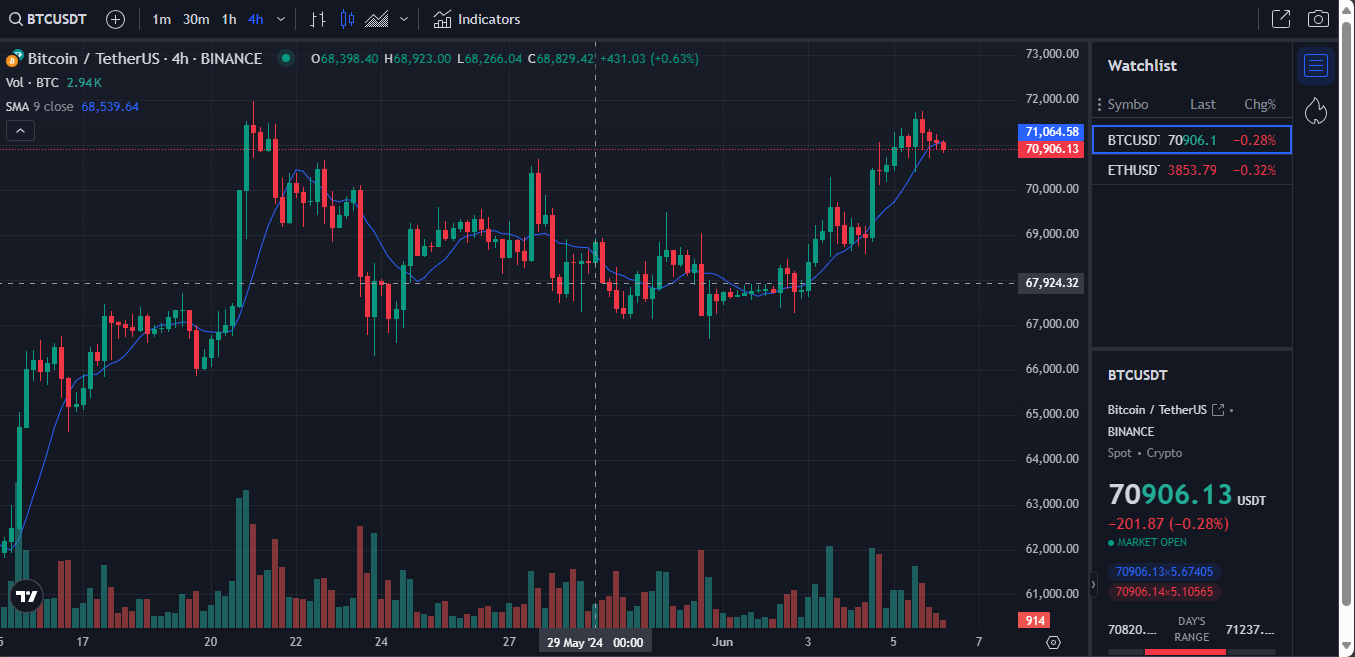 BTCUSDT 1m 30m 1h 4h Indicators
Bitcoin / TetherUS · 4h · BINANCE O68,398.40 H68,923.00 L68,266.04 C68,829.42 +431.03 (+0.63%)
Vol · BTC 2.94K
SMA 9 close 68,539.64
73,000.00
72,000.00
71,064.58
70,906.13
70,000.00
69,000.00
67,924.32
67,000.00
66,000.00
65,000.00
64,000.00
63,000.00
62,000.00
61,000.00
914
17 20 22 24 27 29 May '24 00:00 Jun 3 5 7
Watchlist
Symbo Last Chg%
BTCUSDT 70906.1 −0.28%
ETHUSDT 3853.79 −0.32%
BTCUSDT
Bitcoin / TetherUS •
BINANCE
Spot • Crypto
70906.13 USDT
−201.87 (−0.28%)
MARKET OPEN
70906.13×5.67405
70906.14×5.10565
70820.... DAY'S RANGE 71237....